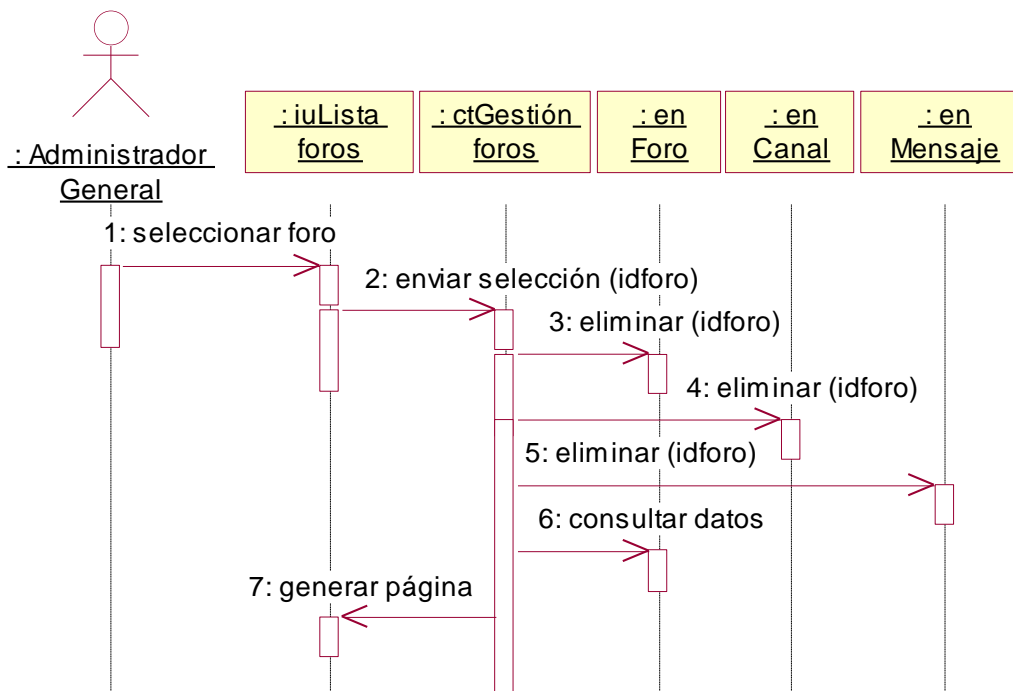 : iuLista
foros
: ctGestión
foros
: en
Foro
: en
Canal
: en
Mensaje
: Administrador
General
1: seleccionar foro
2: enviar selección (idforo)
3: eliminar (idforo)
4: eliminar (idforo)
5: eliminar (idforo)
6: consultar datos
7: generar página